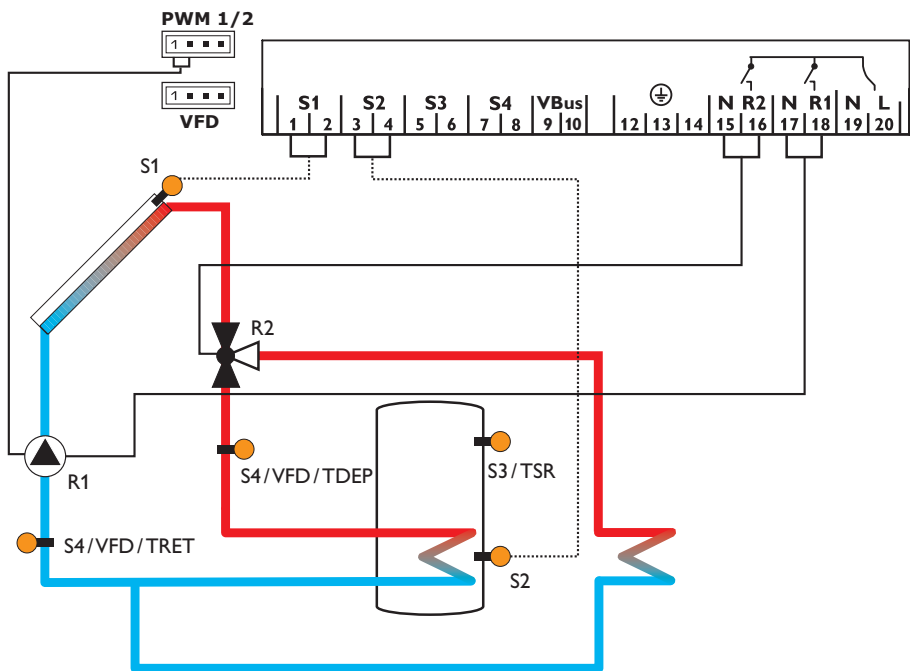 PWM 1/2
1
VFD
S1 S2 S3 S4 VBus N R2 N R1 N L
1 2 3 4 5 6 7 8 9 10 12 13 14 15 16 17 18 19 20
S1
R2
S4/VFD/TDEP
S3/TSR
R1
S4/VFD/TRET
S2